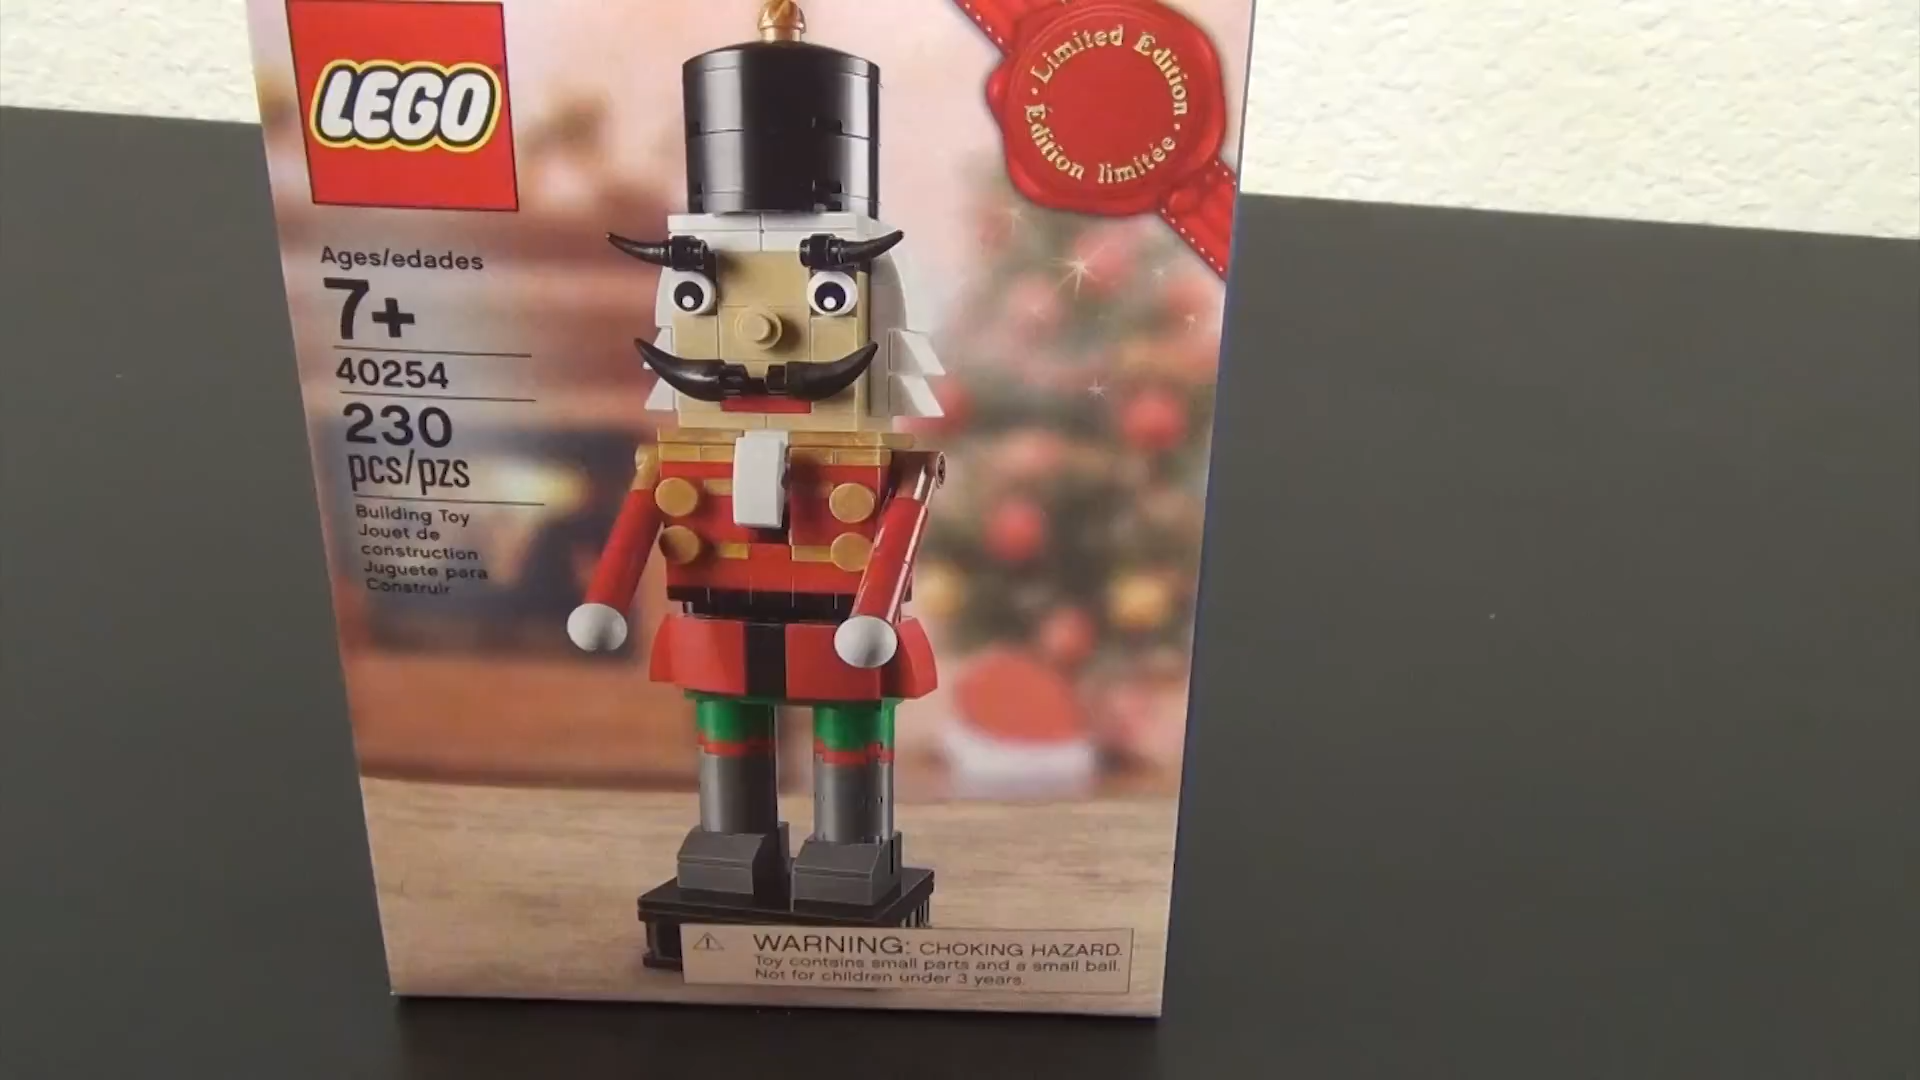 LEGO
Limited Edition
Édition limitée
Ages/edades
7+
40254
230
pcs/pzs
Building Toy
Jouet de
construction
Juguete para
Construir
WARNING: CHOKING HAZARD.
Toy contains small parts and a small ball.
Not for children under 3 years.